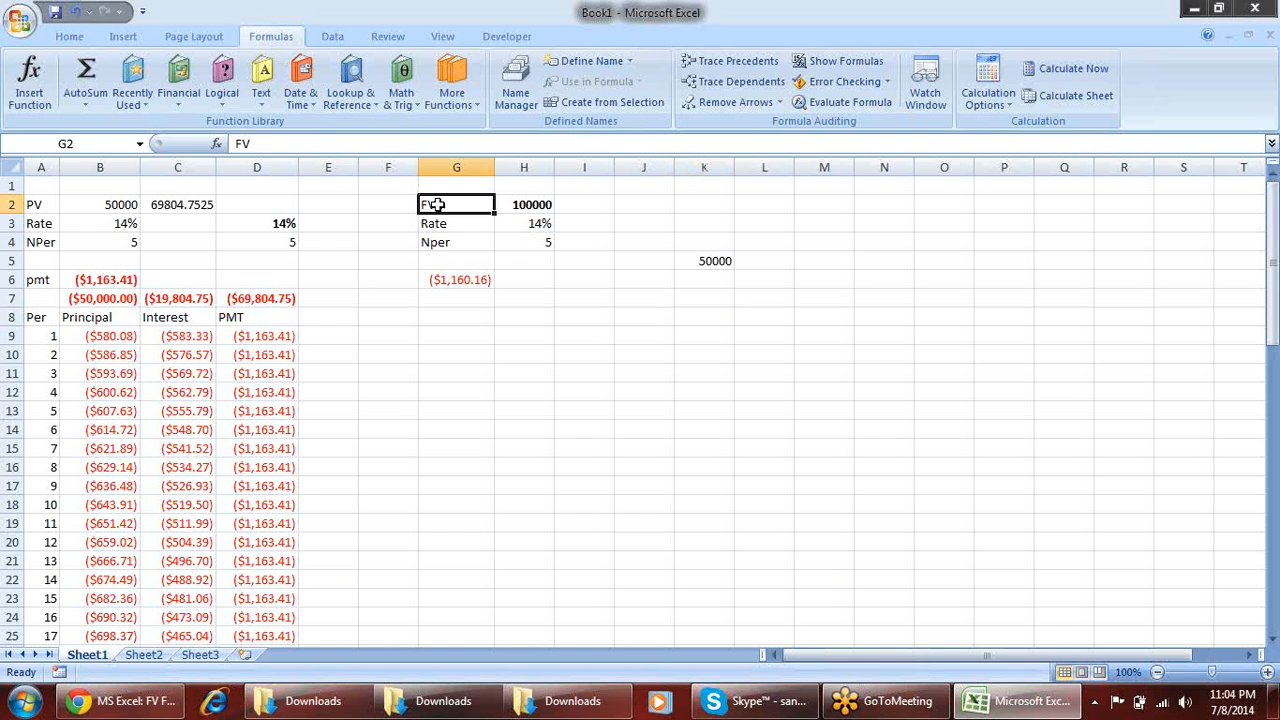 Book1 - Microsoft Excel
Home Insert Page Layout Formulas Data Review View Developer
Insert Function
AutoSum
Recently Used
Financial
Logical
Text
Date & Time
Lookup & Reference
Math & Trig
More Functions
Function Library
Name Manager
Define Name
Use in Formula
Create from Selection
Defined Names
Trace Precedents
Trace Dependents
Remove Arrows
Show Formulas
Error Checking
Evaluate Formula
Formula Auditing
Watch Window
Calculation Options
Calculate Now
Calculate Sheet
Calculation
G2 fx FV
A B C D E F G H I J K L M N O P Q R S T
1
2 PV 50000 69804.7525 FV 100000
3 Rate 14% 14% Rate 14%
4 NPer 5 5 Nper 5
5 50000
6 pmt ($1,163.41) ($1,160.16)
7 ($50,000.00) ($19,804.75) ($69,804.75)
8 Per Principal Interest PMT
9 1 ($580.08) ($583.33) ($1,163.41)
10 2 ($586.85) ($576.57) ($1,163.41)
11 3 ($593.69) ($569.72) ($1,163.41)
12 4 ($600.62) ($562.79) ($1,163.41)
13 5 ($607.63) ($555.79) ($1,163.41)
14 6 ($614.72) ($548.70) ($1,163.41)
15 7 ($621.89) ($541.52) ($1,163.41)
16 8 ($629.14) ($534.27) ($1,163.41)
17 9 ($636.48) ($526.93) ($1,163.41)
18 10 ($643.91) ($519.50) ($1,163.41)
19 11 ($651.42) ($511.99) ($1,163.41)
20 12 ($659.02) ($504.39) ($1,163.41)
21 13 ($666.71) ($496.70) ($1,163.41)
22 14 ($674.49) ($488.92) ($1,163.41)
23 15 ($682.36) ($481.06) ($1,163.41)
24 16 ($690.32) ($473.09) ($1,163.41)
25 17 ($698.37) ($465.04) ($1,163.41)
Sheet1 Sheet2 Sheet3
Ready 100%
MS Excel: FV F... Downloads Downloads Downloads Skype™ - san... GoToMeeting Microsoft Exc... 11:04 PM
7/8/2014